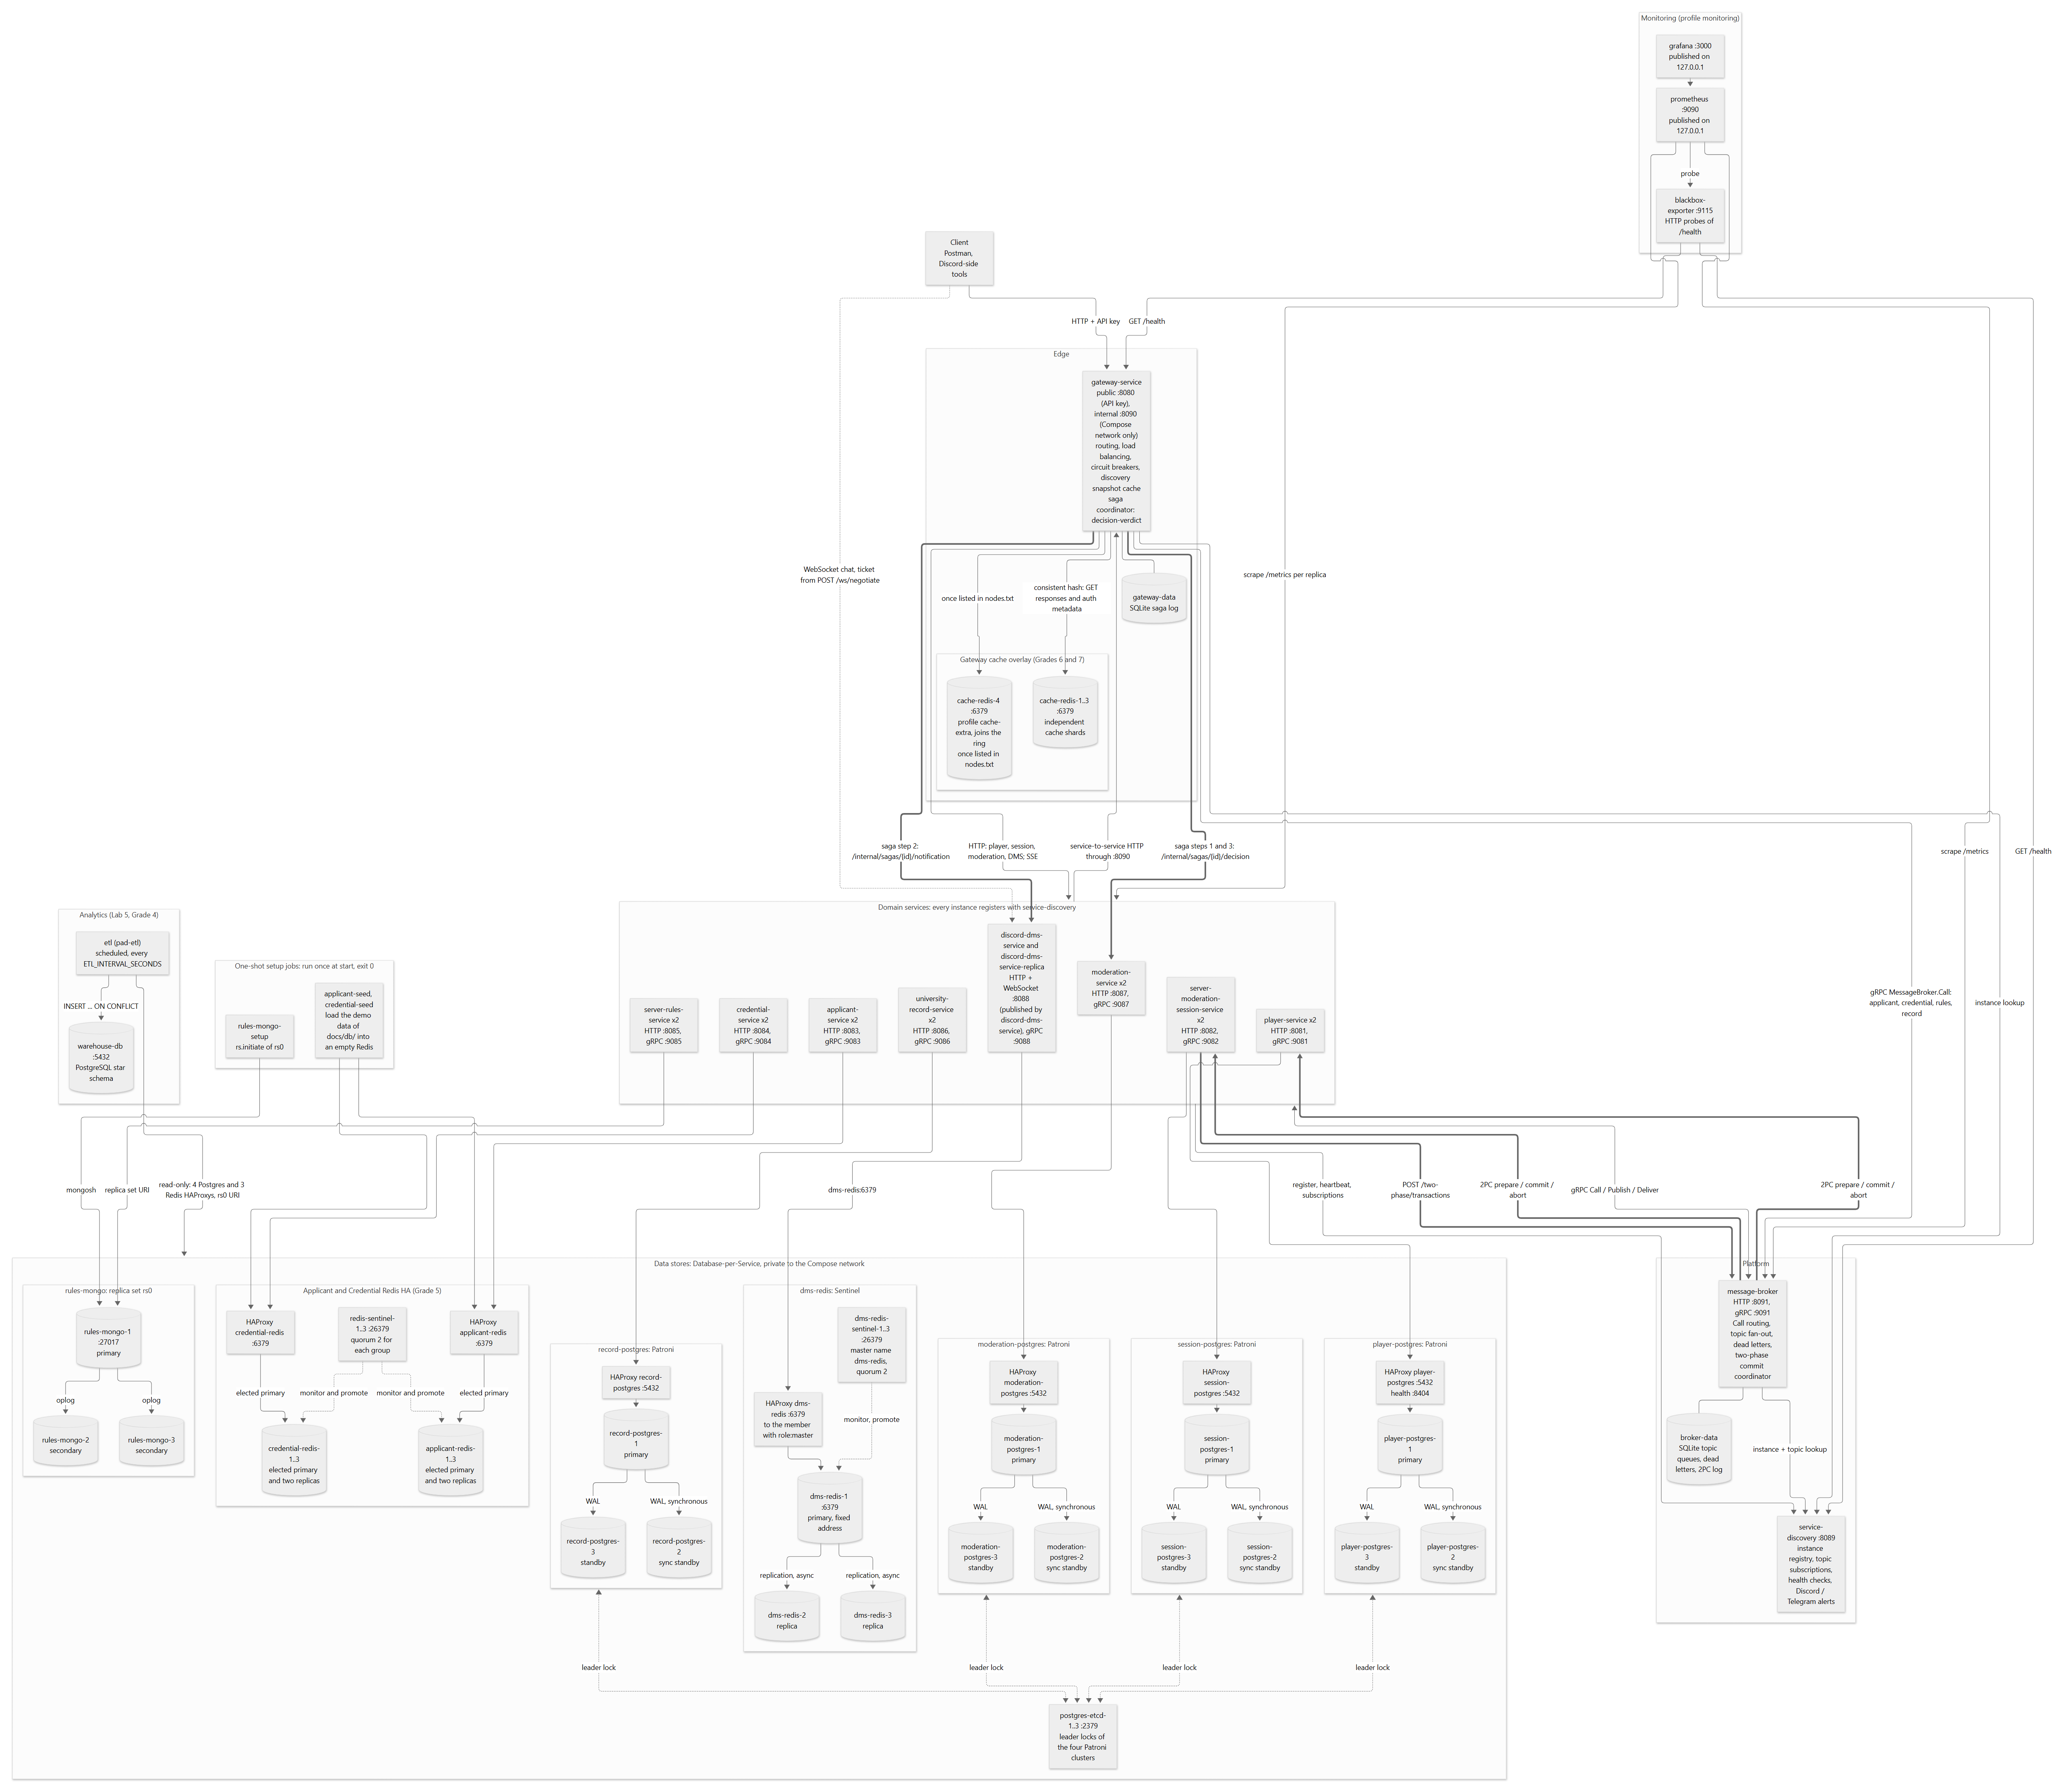 Monitoring (profile monitoring)
grafana :3000
published on
127.0.0.1
prometheus
:9090
published on
127.0.0.1
probe
blackbox-
exporter :9115
HTTP probes of
/health
Client
Postman,
Discord-side
tools
HTTP + API key
GET /health
Edge
gateway-service
public :8080
(API key),
internal :8090
(Compose
network only)
routing, load
balancing,
circuit breakers,
discovery
snapshot cache
saga
coordinator:
decision-verdict
WebSocket chat, ticket
from POST /ws/negotiate
once listed in nodes.txt
consistent hash: GET
responses and auth
metadata
gateway-data
SQLite saga log
scrape /metrics per replica
Gateway cache overlay (Grades 6 and 7)
cache-redis-4
:6379
profile cache-
extra, joins the
ring
once listed in
nodes.txt
cache-redis-1..3
:6379
independent
cache shards
saga step 2:
/internal/sagas/{id}/notification
HTTP: player, session,
moderation, DMS; SSE
service-to-service HTTP
through :8090
saga steps 1 and 3:
/internal/sagas/{id}/decision
scrape /metrics
GET /health
Analytics (Lab 5, Grade 4)
etl (pad-etl)
scheduled, every
ETL_INTERVAL_SECONDS
INSERT ... ON CONFLICT
warehouse-db
:5432
PostgreSQL star
schema
One-shot setup jobs: run once at start, exit 0
rules-mongo-
setup
rs.initiate of rs0
applicant-seed,
credential-seed
load the demo
data of
docs/db/ into
an empty Redis
Domain services: every instance registers with service-discovery
server-rules-
service x2
HTTP :8085,
gRPC :9085
credential-
service x2
HTTP :8084,
gRPC :9084
applicant-
service x2
HTTP :8083,
gRPC :9083
university-
record-service
x2
HTTP :8086,
gRPC :9086
discord-dms-
service and
discord-dms-
service-replica
HTTP +
WebSocket
:8088
(published by
discord-dms-
service), gRPC
:9088
moderation-
service x2
HTTP :8087,
gRPC :9087
server-
moderation-
session-service
x2
HTTP :8082,
gRPC :9082
player-service x2
HTTP :8081,
gRPC :9081
gRPC MessageBroker.Call:
applicant, credential, rules,
record
instance lookup
mongosh
replica set URI
read-only: 4 Postgres and 3
Redis HAProxys, rs0 URI
dms-redis:6379
register, heartbeat,
subscriptions
POST /two-
phase/transactions
2PC prepare / commit /
abort
gRPC Call / Publish / Deliver
2PC prepare / commit /
abort
Data stores: Database-per-Service, private to the Compose network
rules-mongo: replica set rs0
rules-mongo-1
:27017
primary
oplog
oplog
rules-mongo-2
secondary
rules-mongo-3
secondary
Applicant and Credential Redis HA (Grade 5)
HAProxy
credential-redis
:6379
redis-sentinel-
1..3 :26379
quorum 2 for
each group
HAProxy
applicant-redis
:6379
elected primary
monitor and promote
monitor and promote
elected primary
credential-redis-
1..3
elected primary
and two replicas
applicant-redis-
1..3
elected primary
and two replicas
record-postgres: Patroni
HAProxy record-
postgres :5432
record-postgres-
1
primary
WAL
WAL, synchronous
record-postgres-
3
standby
record-postgres-
2
sync standby
dms-redis: Sentinel
dms-redis-
sentinel-1..3
:26379
master name
dms-redis,
quorum 2
HAProxy dms-
redis :6379
to the member
with role:master
monitor, promote
dms-redis-1
:6379
primary, fixed
address
replication, async
replication, async
dms-redis-2
replica
dms-redis-3
replica
moderation-postgres: Patroni
HAProxy
moderation-
postgres :5432
moderation-
postgres-1
primary
WAL
WAL, synchronous
moderation-
postgres-3
standby
moderation-
postgres-2
sync standby
session-postgres: Patroni
HAProxy
session-
postgres :5432
session-
postgres-1
primary
WAL
WAL, synchronous
session-
postgres-3
standby
session-
postgres-2
sync standby
player-postgres: Patroni
HAProxy player-
postgres :5432
health :8404
player-postgres-
1
primary
WAL
WAL, synchronous
player-postgres-
3
standby
player-postgres-
2
sync standby
leader lock
leader lock
leader lock
leader lock
postgres-etcd-
1..3 :2379
leader locks of
the four Patroni
clusters
Platform
message-broker
HTTP :8091,
gRPC :9091
Call routing,
topic fan-out,
dead letters,
two-phase
commit
coordinator
broker-data
SQLite topic
queues, dead
letters, 2PC log
instance + topic lookup
service-
discovery :8089
instance
registry, topic
subscriptions,
health checks,
Discord /
Telegram alerts